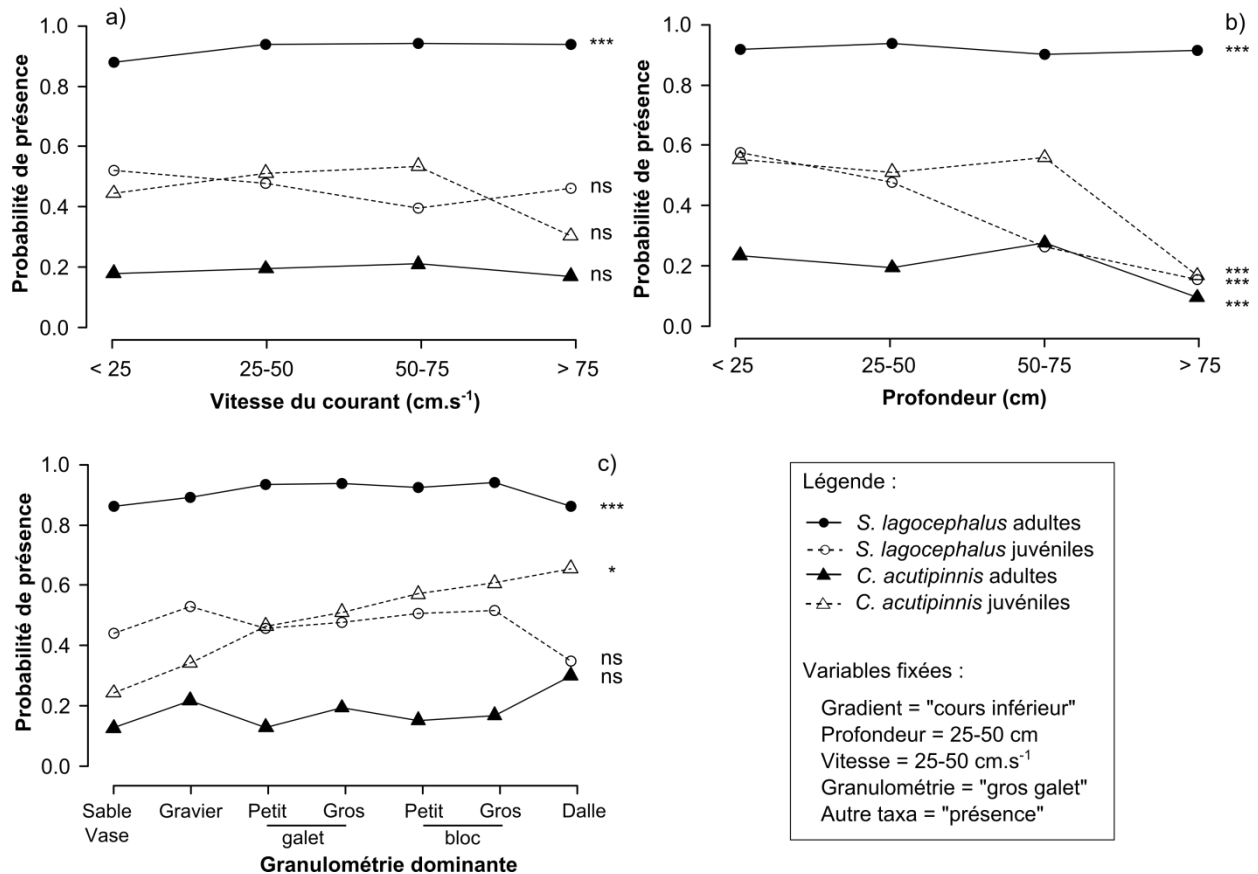 a)
Probabilité de présence
1.0
0.8
0.6
0.4
0.2
0.0
***
ns
ns
ns
< 25
25-50
50-75
> 75
Vitesse du courant (cm.s⁻¹)
b)
Probabilité de présence
1.0
0.8
0.6
0.4
0.2
0.0
***
***
***
***
< 25
25-50
50-75
> 75
Profondeur (cm)
c)
Probabilité de présence
1.0
0.8
0.6
0.4
0.2
0.0
***
*
ns
ns
Sable
Vase
Gravier
Petit
Gros
galet
Petit
Gros
bloc
Dalle
Granulométrie dominante
Légende :
S. lagocephalus adultes
S. lagocephalus juvéniles
C. acutipinnis adultes
C. acutipinnis juvéniles
Variables fixées :
Gradient = "cours inférieur"
Profondeur = 25-50 cm
Vitesse = 25-50 cm.s⁻¹
Granulométrie = "gros galet"
Autre taxa = "présence"